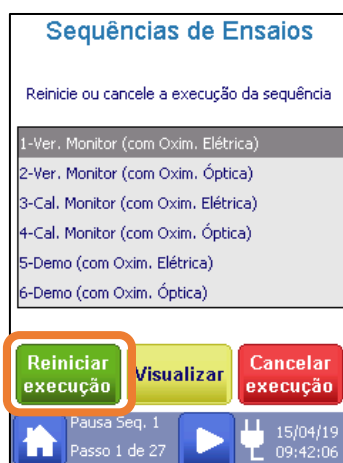 Sequências de Ensaios
Reinicie ou cancele a execução da sequência
1-Ver. Monitor (com Oxim. Elétrica)
2-Ver. Monitor (com Oxim. Óptica)
3-Cal. Monitor (com Oxim. Elétrica)
4-Cal. Monitor (com Oxim. Óptica)
5-Demo (com Oxim. Elétrica)
6-Demo (com Oxim. Óptica)
Reiniciar
execução
Visualizar
Cancelar
execução
Pausa Seq. 1
Passo 1 de 27
15/04/19
09:42:06